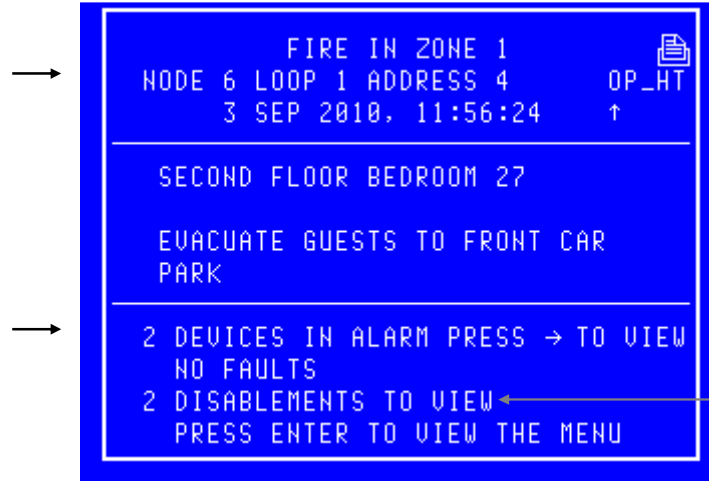 FIRE IN ZONE 1
NODE 6 LOOP 1 ADDRESS 4 OP_HT
3 SEP 2010, 11:56:24 ↑
SECOND FLOOR BEDROOM 27
EVACUATE GUESTS TO FRONT CAR
PARK
2 DEVICES IN ALARM PRESS → TO VIEW
NO FAULTS
2 DISABLEMENTS TO VIEW
PRESS ENTER TO VIEW THE MENU